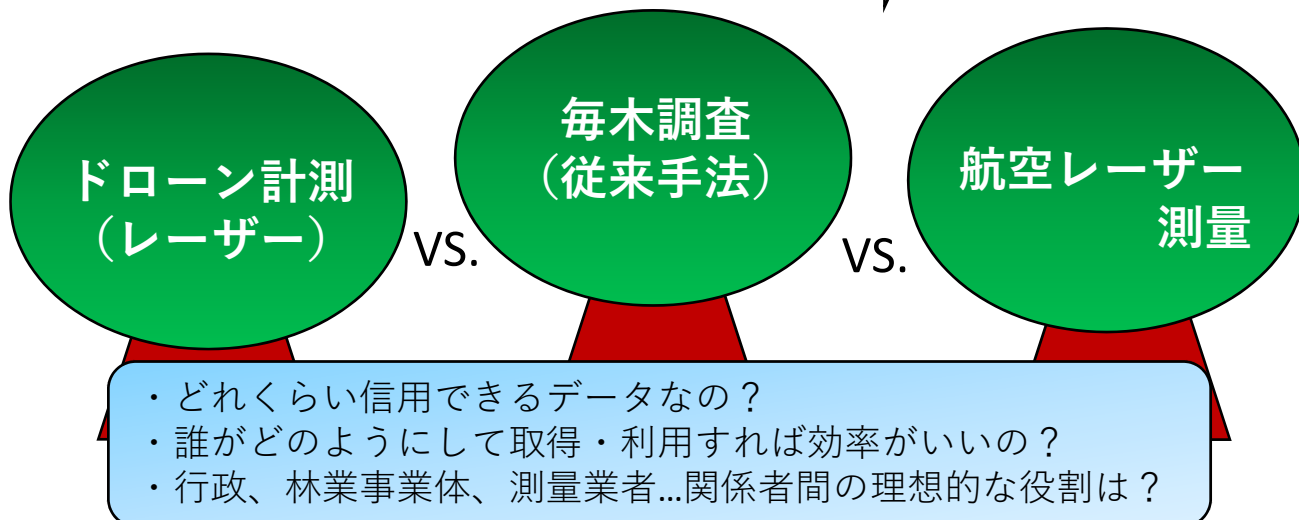 ドローン計測
（レーザー）
VS.
毎木調査
（従来手法）
VS.
航空レーザー
測量
・どれくらい信用できるデータなの？
・誰がどのようにして取得・利用すれば効率がいいの？
・行政、林業事業体、測量業者…関係者間の理想的な役割は？